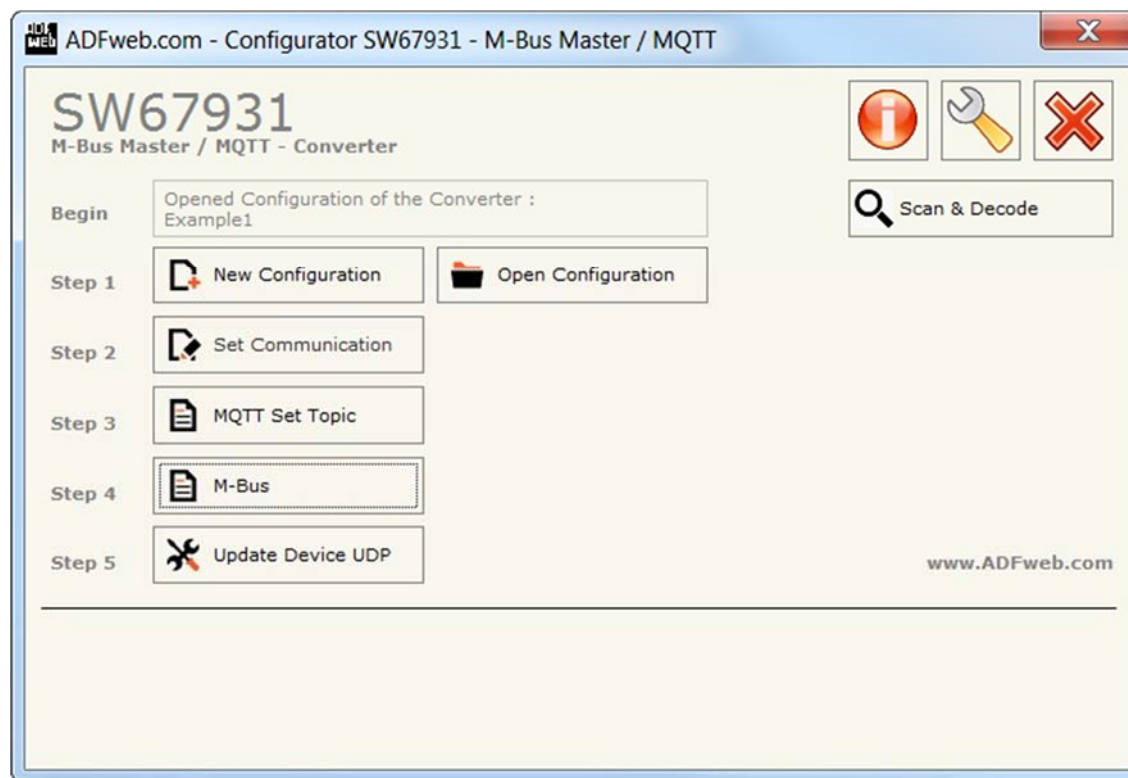 ADFweb.com - Configurator SW67931 - M-Bus Master / MQTT
SW67931
M-Bus Master / MQTT - Converter
Begin
Opened Configuration of the Converter :
Example1
Scan & Decode
Step 1
New Configuration
Open Configuration
Step 2
Set Communication
Step 3
MQTT Set Topic
Step 4
M-Bus
Step 5
Update Device UDP
www.ADFweb.com